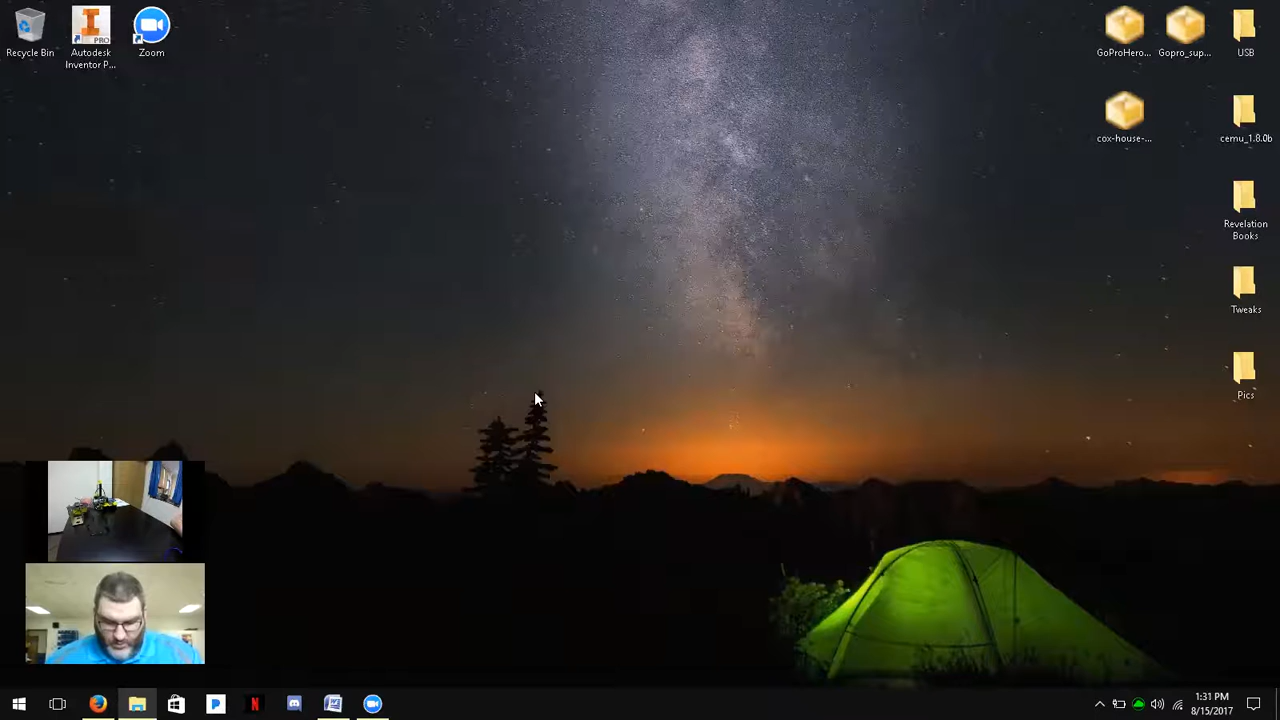 Recycle Bin
Autodesk
Inventor P...
PRO
Zoom
GoProHero...
Gopro_sup...
USB
cox-house-...
cemu_1.8.0b
Revelation
Books
Tweaks
Pics
1:31 PM
8/15/2017